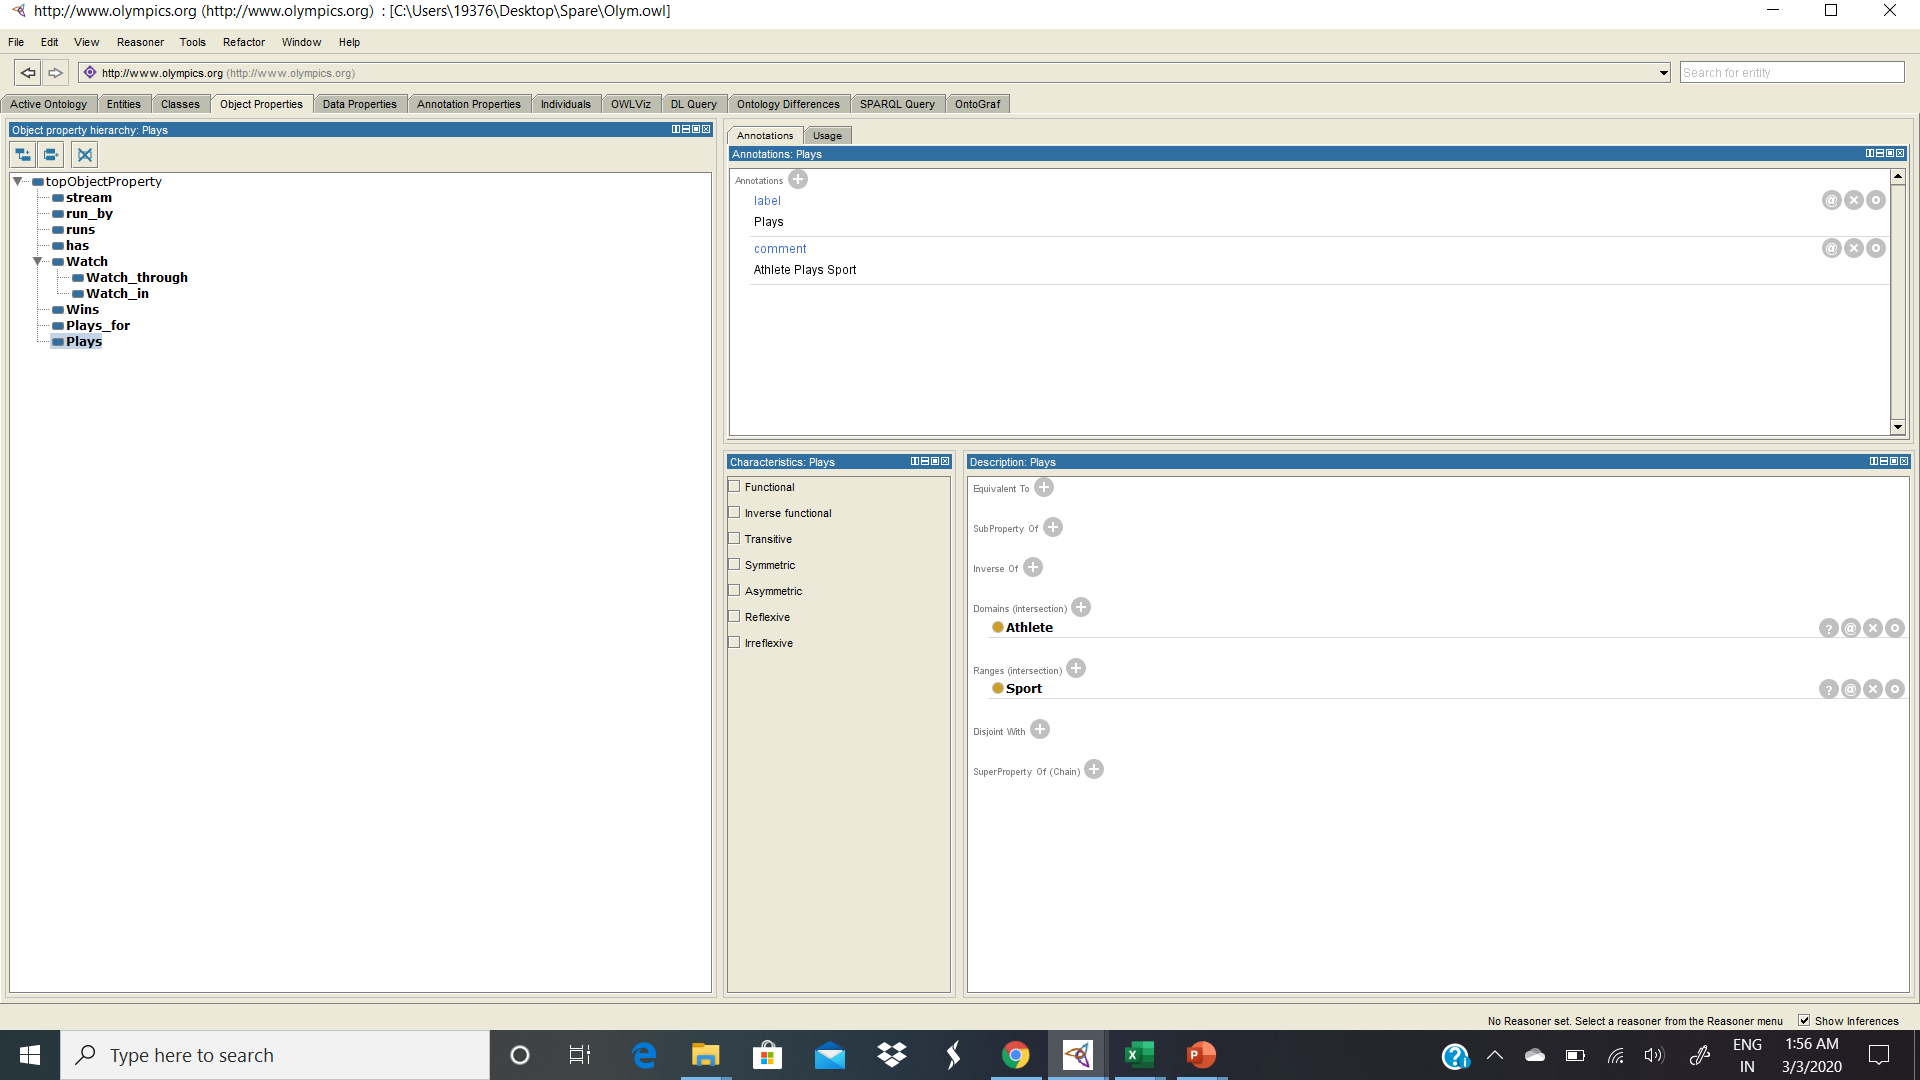 http://www.olympics.org (http://www.olympics.org) : [C:\Users\19376\Desktop\Spare\Olym.owl]
File Edit View Reasoner Tools Refactor Window Help
http://www.olympics.org (http://www.olympics.org)
Search for entity
Active Ontology Entities Classes Object Properties Data Properties Annotation Properties Individuals OWLViz DL Query Ontology Differences SPARQL Query OntoGraf
Object property hierarchy: Plays
topObjectProperty
stream
run_by
runs
has
Watch
Watch_through
Watch_in
Wins
Plays_for
Plays
Annotations Usage
Annotations: Plays
Annotations
label
Plays
comment
Athlete Plays Sport
Characteristics: Plays
Functional
Inverse functional
Transitive
Symmetric
Asymmetric
Reflexive
Irreflexive
Description: Plays
Equivalent To
SubProperty Of
Inverse Of
Domains (intersection)
Athlete
Ranges (intersection)
Sport
Disjoint With
SuperProperty Of (Chain)
No Reasoner set. Select a reasoner from the Reasoner menu Show Inferences
Type here to search
ENG
IN
1:56 AM
3/3/2020